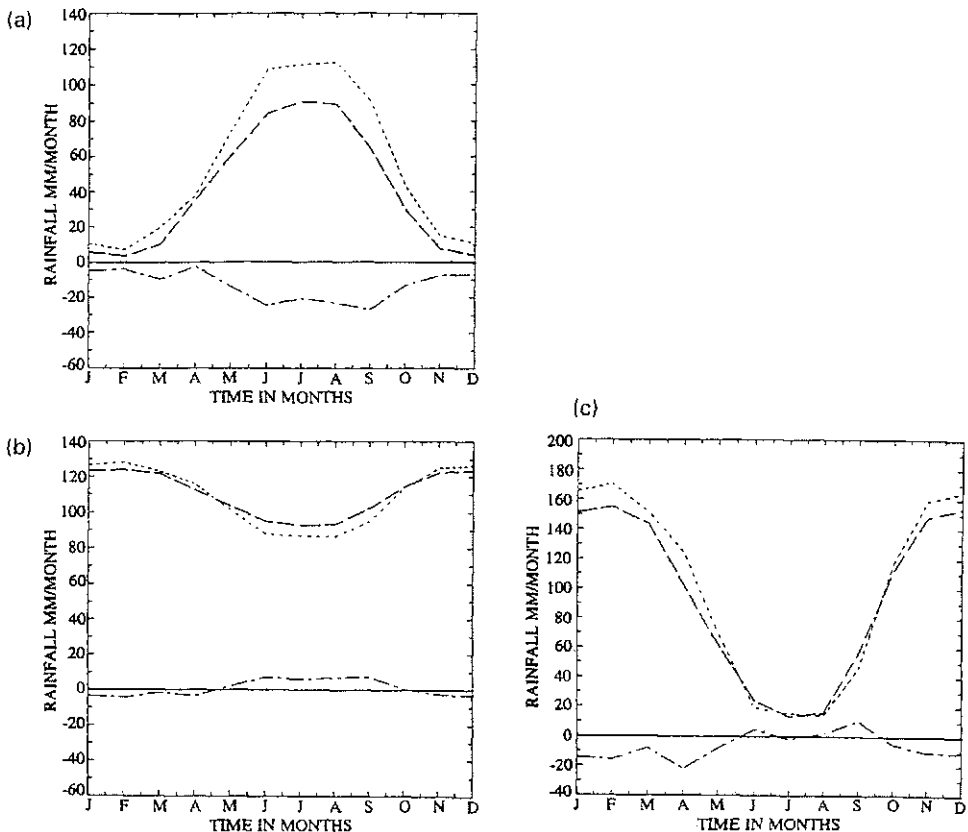 (a)
RAINFALL MM/MONTH
140
120
100
80
60
40
20
0
-20
-40
-60
J F M A M J J A S O N D
TIME IN MONTHS
(b)
RAINFALL MM/MONTH
140
120
100
80
60
40
20
0
-20
-40
-60
J F M A M J J A S O N D
TIME IN MONTHS
(c)
RAINFALL MM/MONTH
200
180
160
140
120
100
80
60
40
20
0
-20
-40
J F M A M J J A S O N D
TIME IN MONTHS